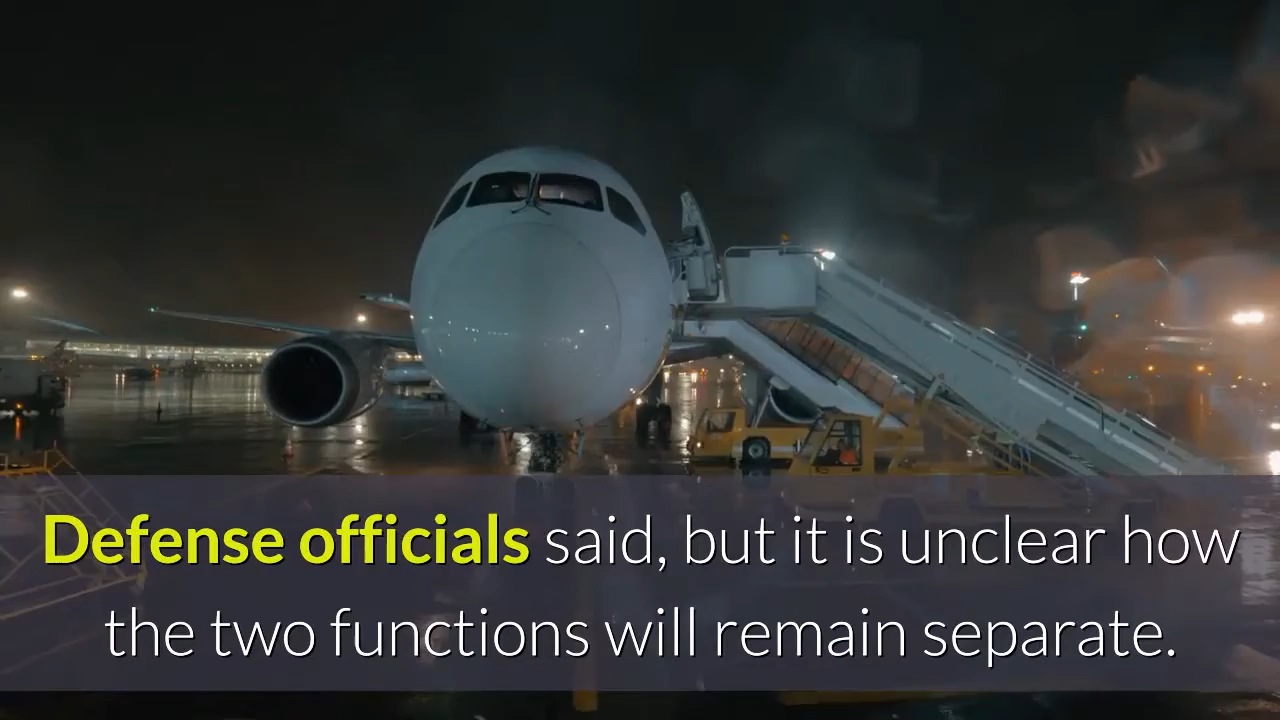 Defense officials said, but it is unclear how
the two functions will remain separate.